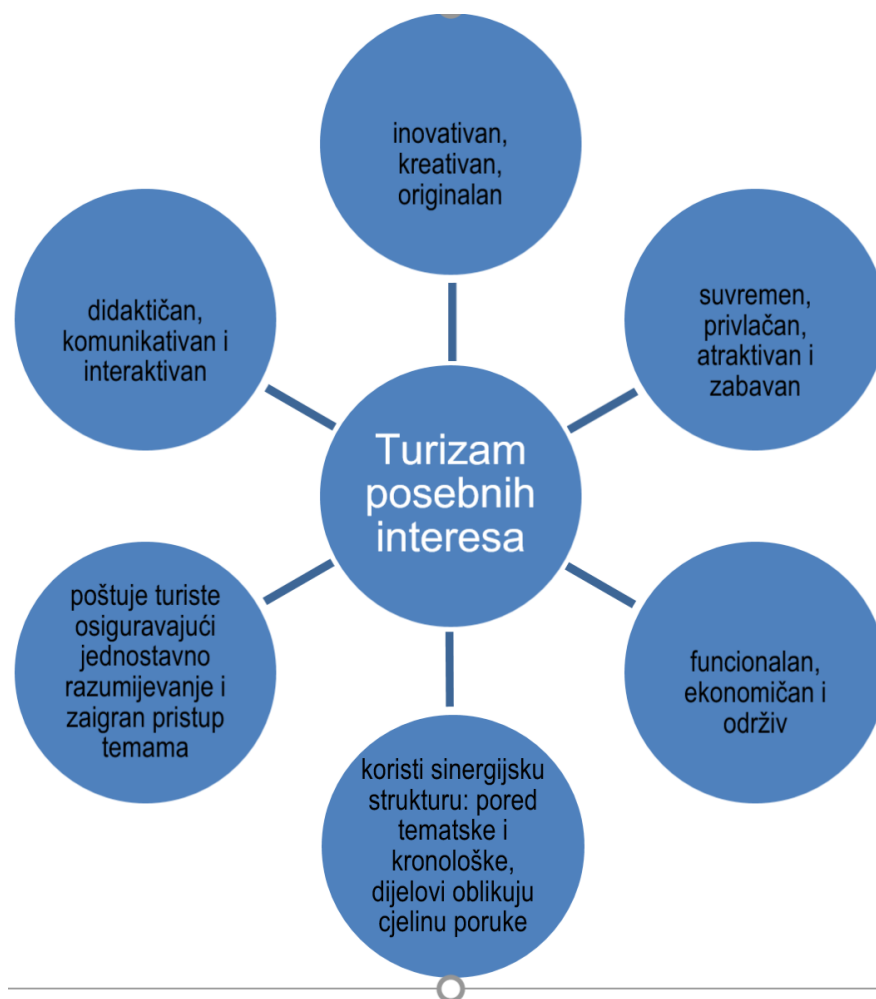 inovativan,
kreativan,
originalan
didaktičan,
komunikativan i
interaktivan
suvremen,
privlačan,
atraktivan i
zabavan
Turizam
posebnih
interesa
poštuje turiste
osiguravajući
jednostavno
razumijevanje i
zaigran pristup
temama
funcionalan,
ekonomičan i
održiv
koristi sinergijsku
strukturu: pored
tematske i
kronološke,
dijelovi oblikuju
cjelinu poruke